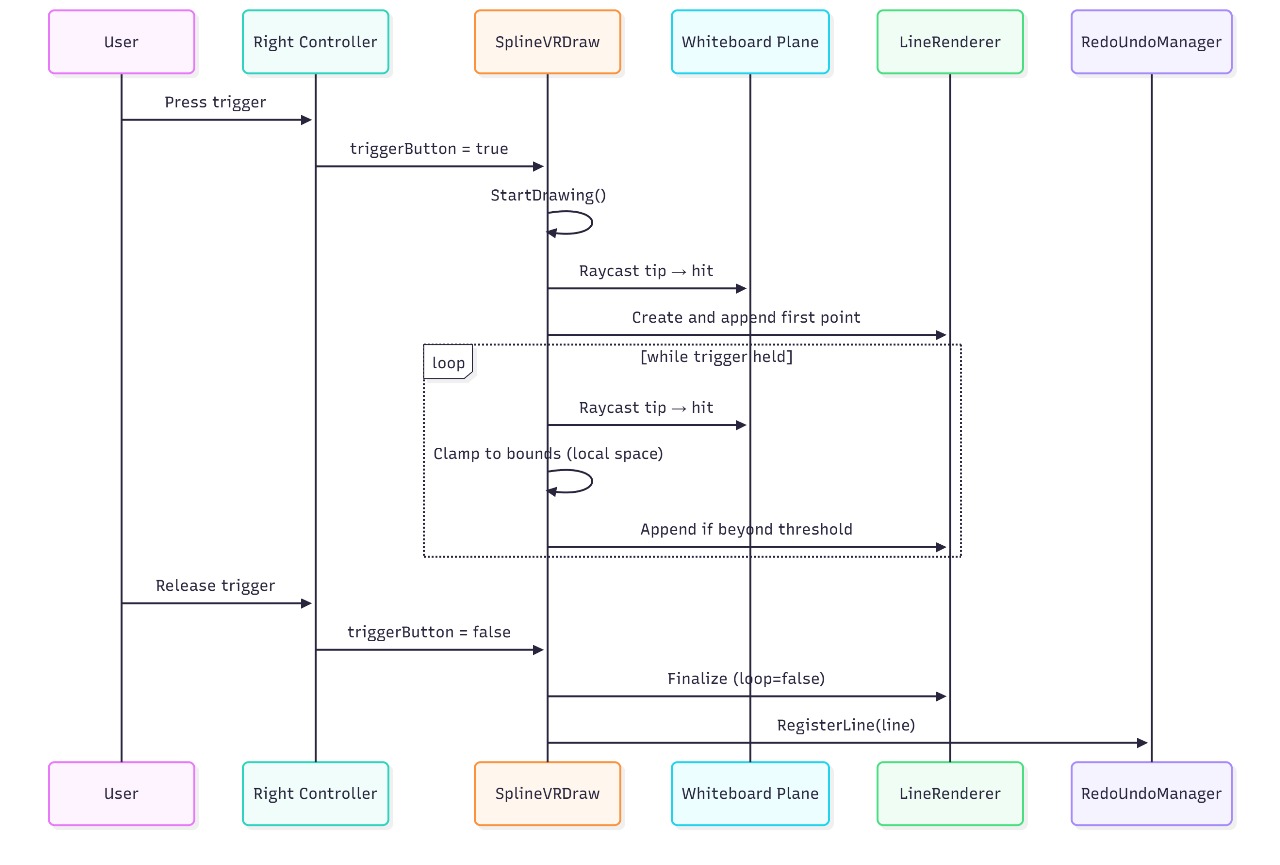 User
Right Controller
SplineVRDraw
Whiteboard Plane
LineRenderer
RedoUndoManager
Press trigger
triggerButton = true
StartDrawing()
Raycast tip → hit
Create and append first point
loop
[while trigger held]
Raycast tip → hit
Clamp to bounds (local space)
Append if beyond threshold
Release trigger
triggerButton = false
Finalize (loop=false)
RegisterLine(line)
User
Right Controller
SplineVRDraw
Whiteboard Plane
LineRenderer
RedoUndoManager